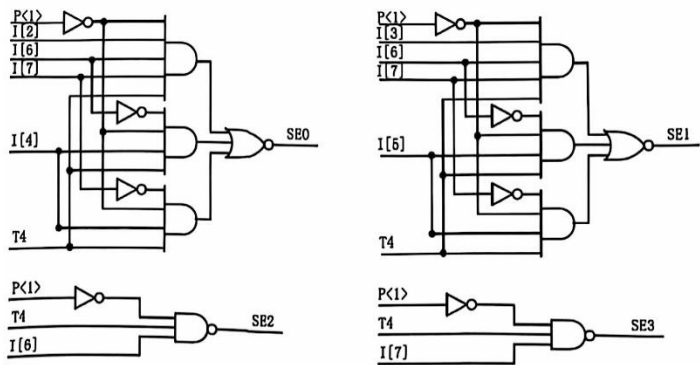 P<1>
I[2]
I[6]
I[7]
I[4]
SE0
T4
P<1>
I[3]
I[6]
I[7]
I[5]
SE1
T4
P<1>
T4
I[6]
SE2
P<1>
T4
I[7]
SE3